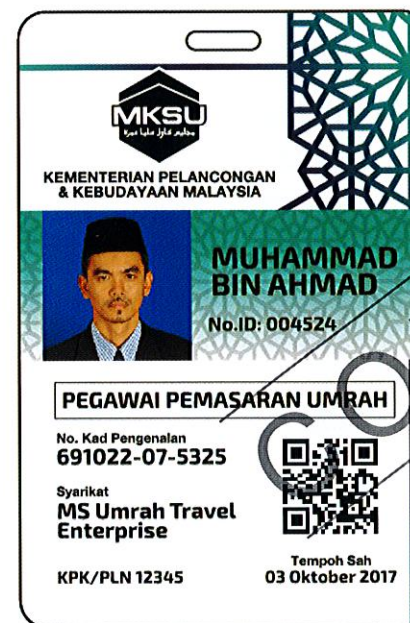 MKSU
KEMENTERIAN PELANCONGAN
& KEBUDAYAAN MALAYSIA
MUHAMMAD
BIN AHMAD
No.ID: 004524
PEGAWAI PEMASARAN UMRAH
No. Kad Pengenalan
691022-07-5325
Syarikat
MS Umrah Travel
Enterprise
KPK/PLN 12345
Tempoh Sah
03 Oktober 2017
CO